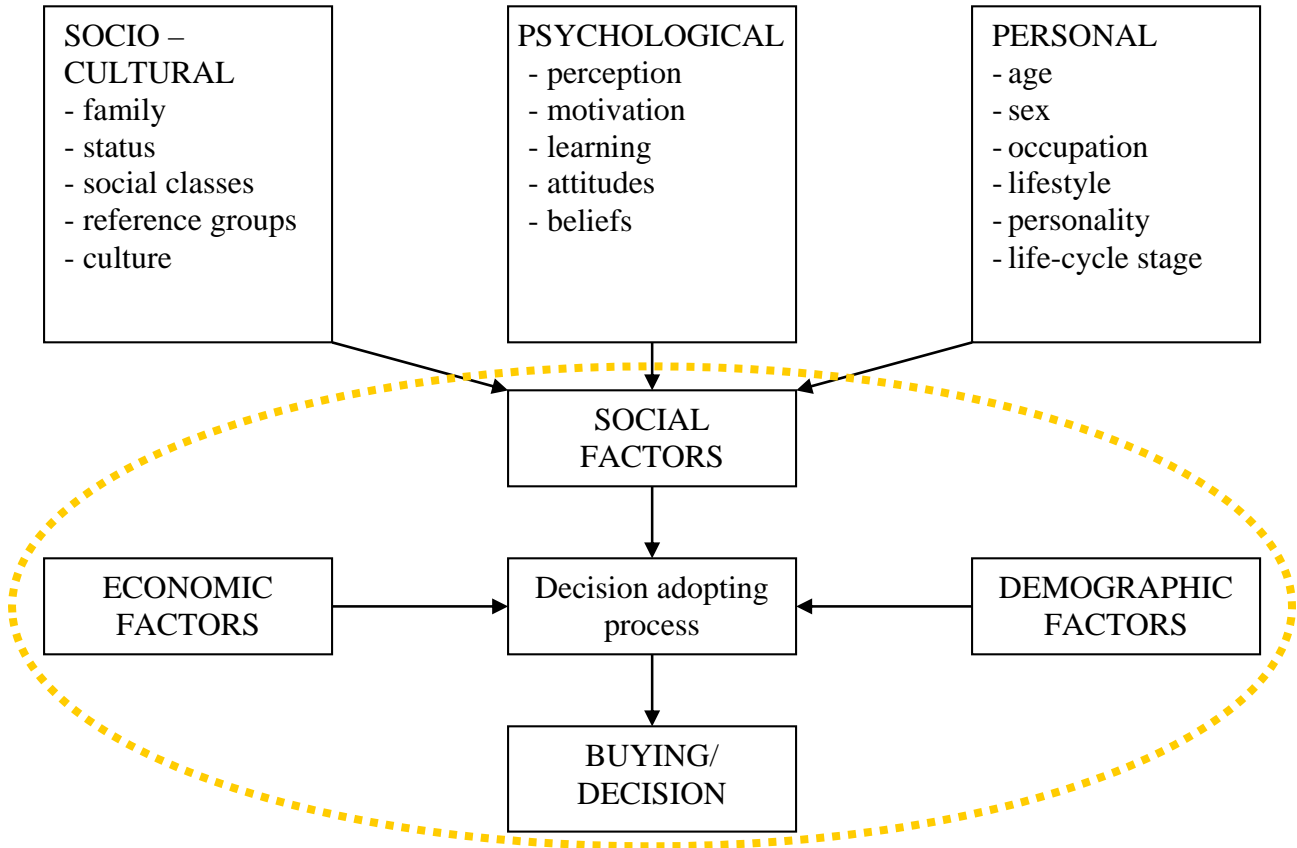 SOCIO –
CULTURAL
- family
- status
- social classes
- reference groups
- culture
PSYCHOLOGICAL
- perception
- motivation
- learning
- attitudes
- beliefs
PERSONAL
- age
- sex
- occupation
- lifestyle
- personality
- life-cycle stage
SOCIAL
FACTORS
ECONOMIC
FACTORS
Decision adopting
process
DEMOGRAPHIC
FACTORS
BUYING/
DECISION